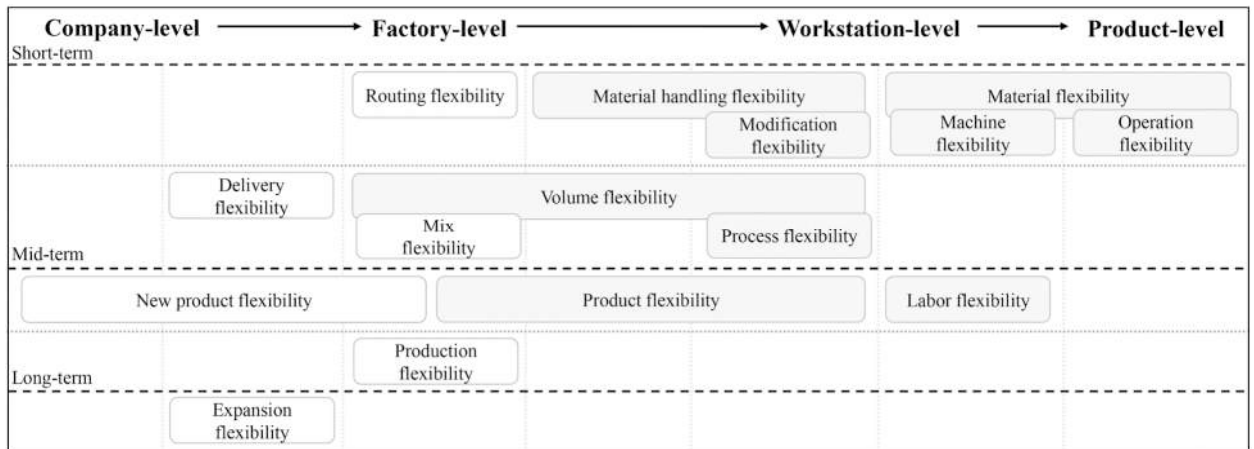 Company-level
Factory-level
Workstation-level
Product-level
Short-term
Routing flexibility
Material handling flexibility
Material flexibility
Modification
flexibility
Machine
flexibility
Operation
flexibility
Delivery
flexibility
Volume flexibility
Mix
flexibility
Process flexibility
Mid-term
New product flexibility
Product flexibility
Labor flexibility
Production
flexibility
Long-term
Expansion
flexibility